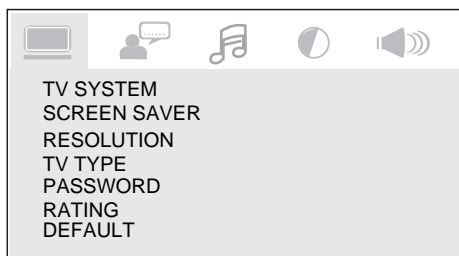 TV SYSTEM
SCREEN SAVER
RESOLUTION
TV TYPE
PASSWORD
RATING
DEFAULT